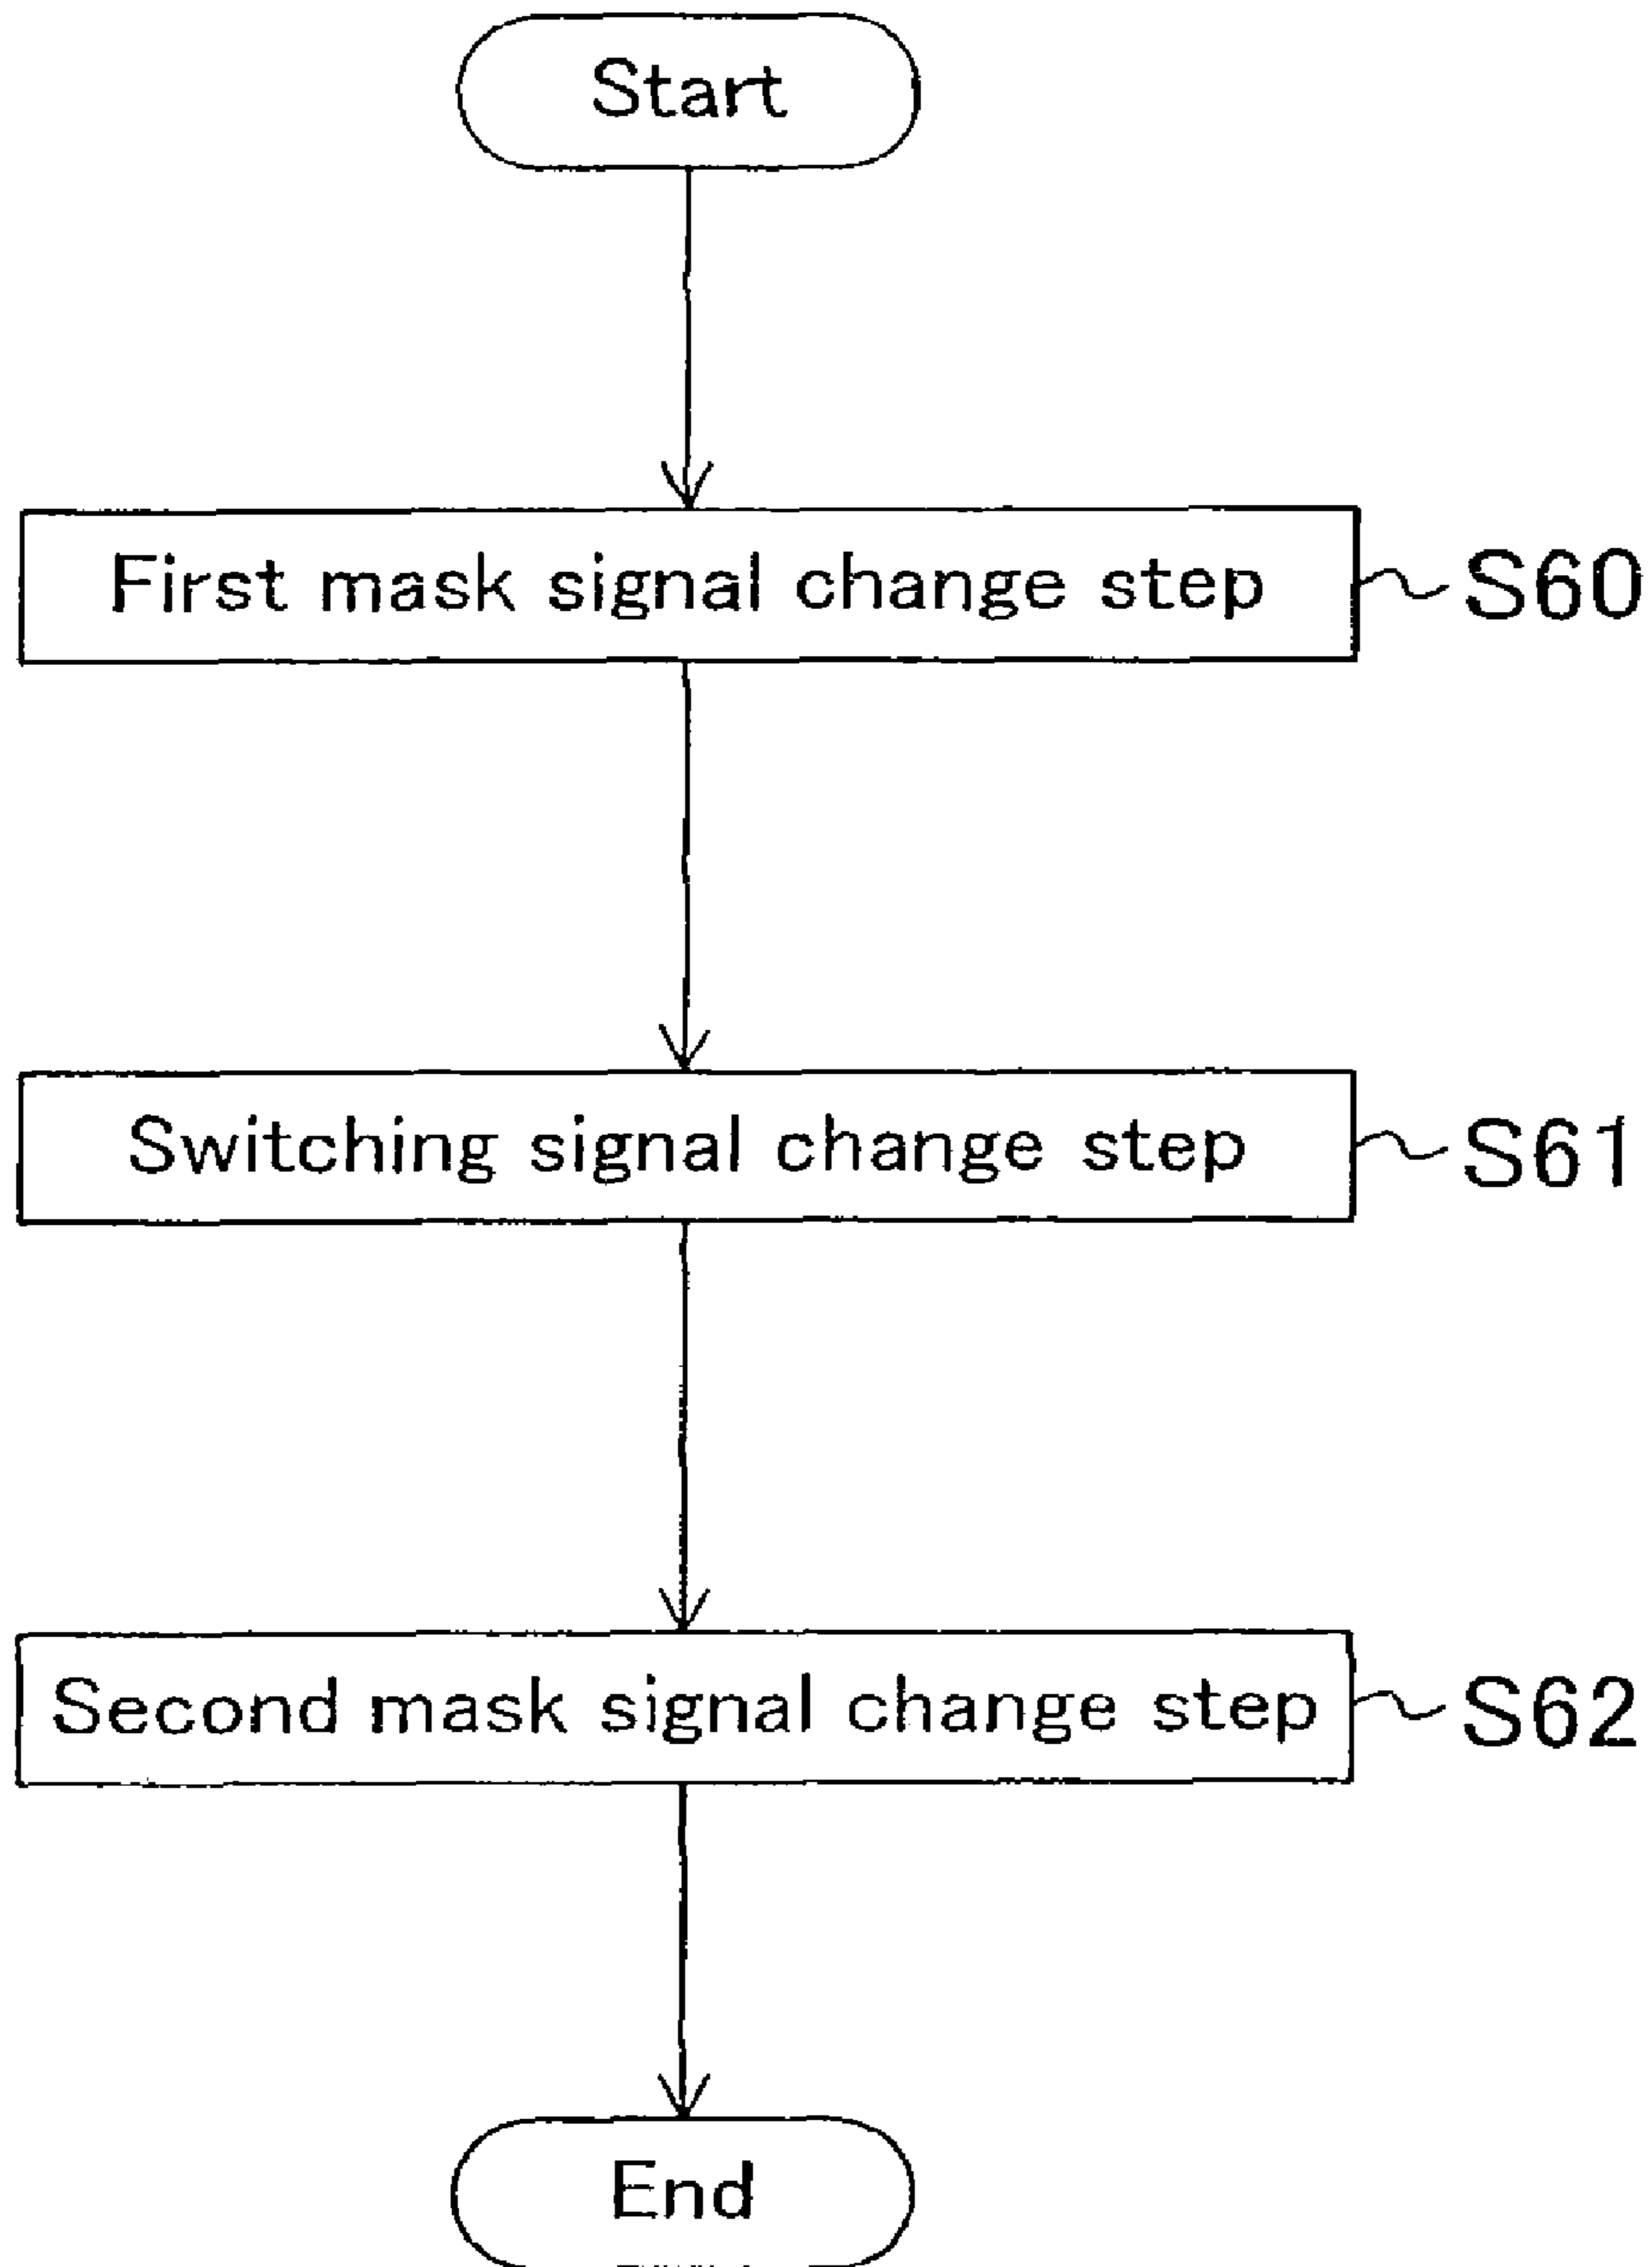 Start
First mask signal change step S60
Switching signal change step S61
Second mask signal change step S62
End